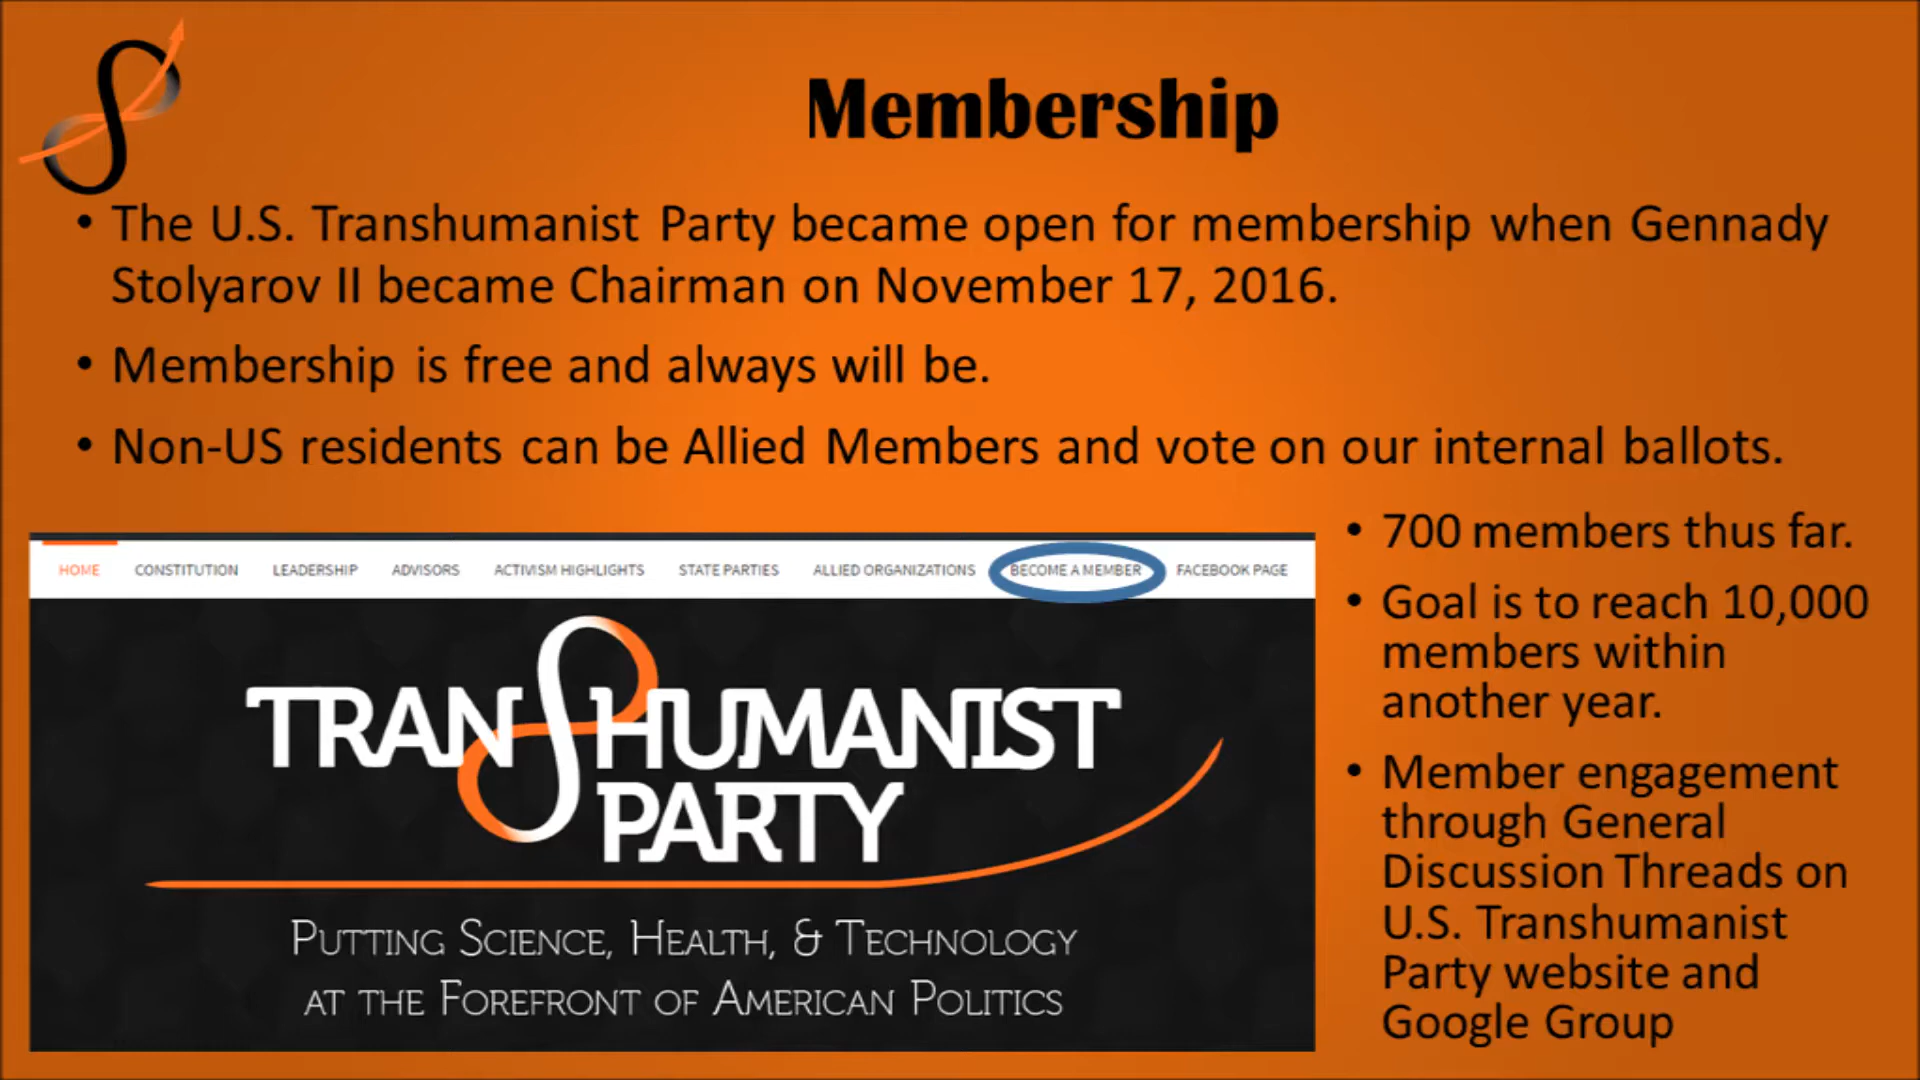 Membership
• The U.S. Transhumanist Party became open for membership when Gennady
Stolyarov II became Chairman on November 17, 2016.
• Membership is free and always will be.
• Non-US residents can be Allied Members and vote on our internal ballots.
HOME CONSTITUTION LEADERSHIP ADVISORS ACTIVISM HIGHLIGHTS STATE PARTIES ALLIED ORGANIZATIONS BECOME A MEMBER FACEBOOK PAGE
TRANSHUMANIST
PARTY
PUTTING SCIENCE, HEALTH, & TECHNOLOGY
AT THE FOREFRONT OF AMERICAN POLITICS
• 700 members thus far.
• Goal is to reach 10,000
members within
another year.
• Member engagement
through General
Discussion Threads on
U.S. Transhumanist
Party website and
Google Group